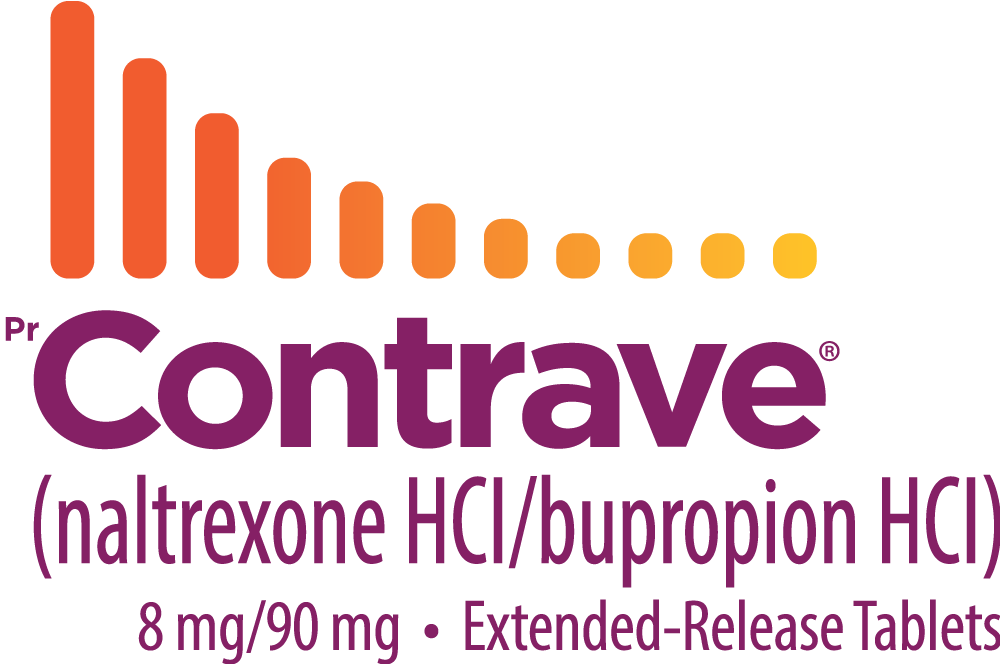 Pr Contrave®
(naltrexone HCl/bupropion HCl)
8 mg/90 mg • Extended-Release Tablets